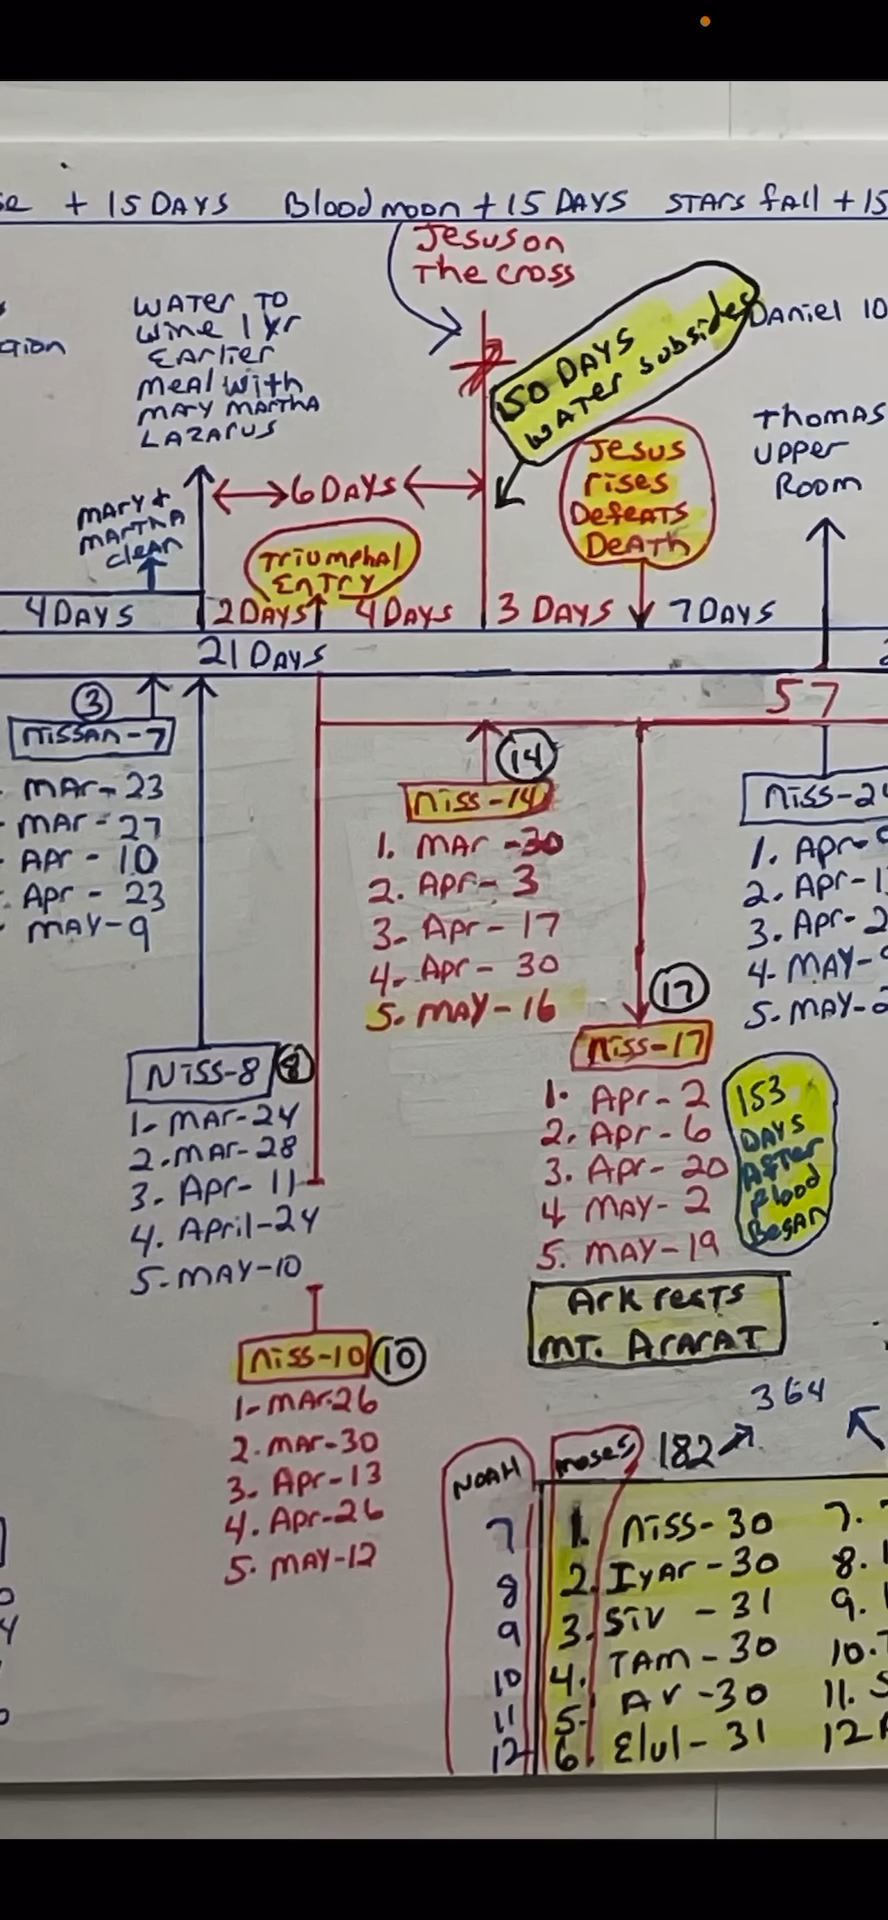 + 15 DAYS Blood moon + 15 DAYS STARS fall + 15
Jesus on
The cross
WATER TO
wine 1 yr
EARlier
meal with
MARY MARTHA
LAZARUS
MARY +
MARTHA
clean
6 DAYS
TriumphAl
ENTRY
50 DAYS
WATER subsides
Daniel 10
Jesus
rises
DefeATS
DeATH
Thomas
upper
Room
4 DAYS 2 DAYS 4 DAYS 3 DAYS 7 DAYS
21 DAYS
57
3
NISSAN-7
MAR-23
MAR-27
APR-10
Apr-23
MAY-9
14
Niss-14
1. MAR-30
2. Apr-3
3- Apr-17
4- Apr-30
5. MAY-16
Niss-2
1. Apr-
2. Apr-1
3. Apr-2
4- MAY-
5. MAY-2
17
Niss-17
1. Apr-2
2. Apr-6
3. Apr-20
4 MAY-2
5. MAY-19
153
DAYS
After
flood
BegAN
Ark rests
MT. ArArAT
NISS-8 8
1- MAR-24
2. MAR-28
3. Apr-11
4. April-24
5-MAY-10
Niss-10 10
1-MAR-26
2. MAR-30
3. Apr-13
4. Apr-26
5. MAY-12
364
182
NOAH moses
7 1. Niss-30 7.
8 2. IyAr-30 8.
9 3. Siv-31 9.
10 4. TAm-30 10.
11 5. Av-30 11. S
12 6. Elul-31 12